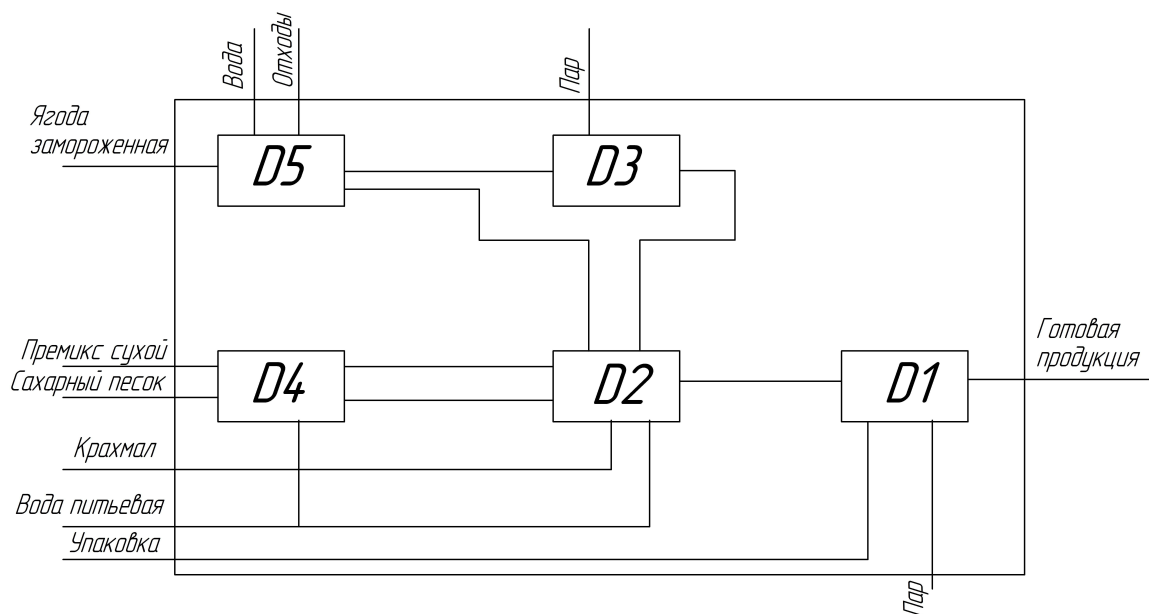 Вода
Отходы
Пар
Ягода
замороженная
D5
D3
Готовая
продукция
Премикс сухой
Сахарный песок
D4
D2
D1
Крахмал
Вода питьевая
Упаковка
Пар